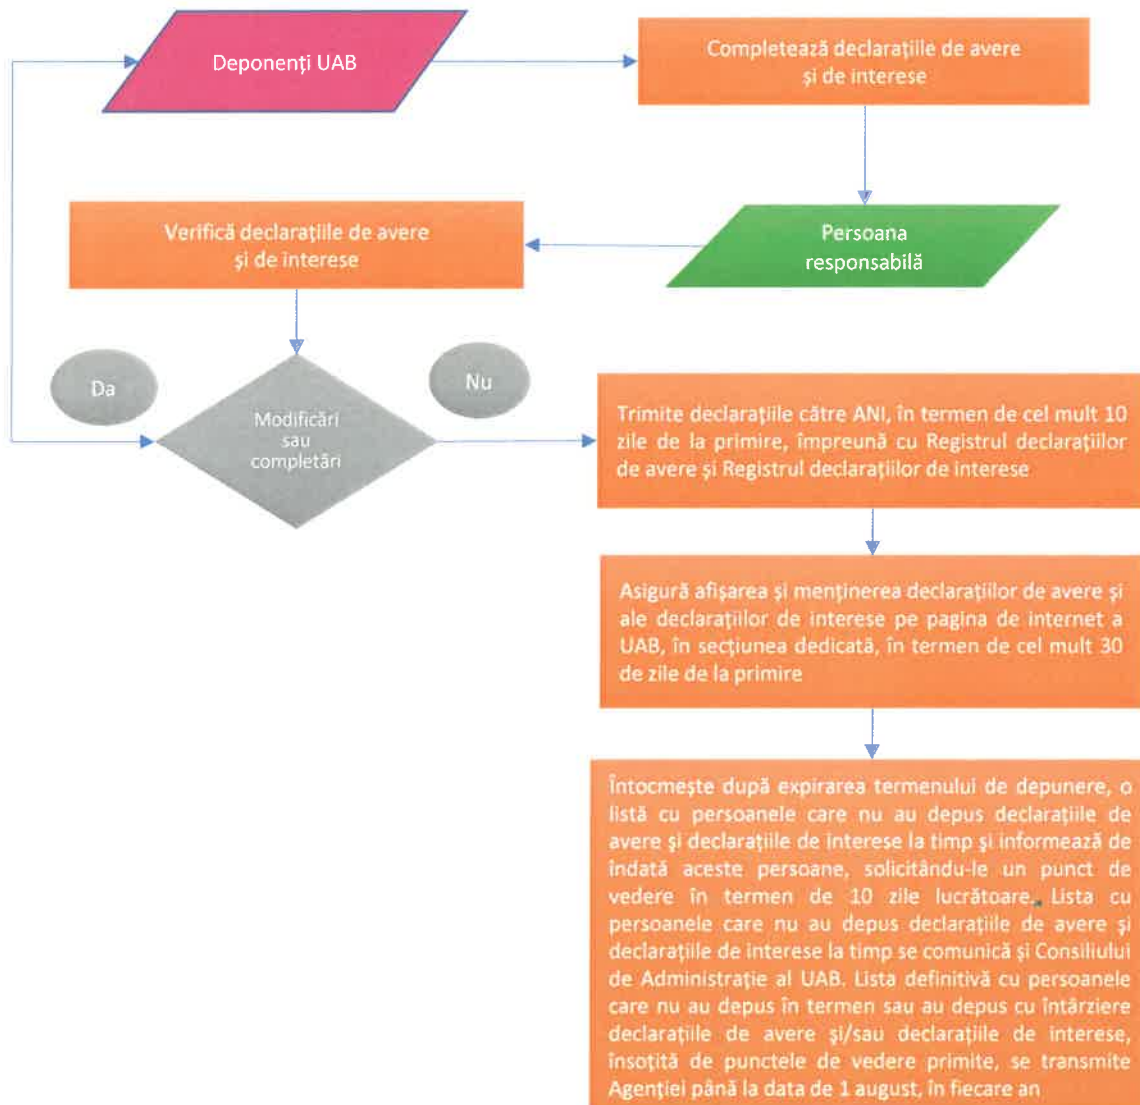 Deponenți UAB
Completează declarațiile de avere
și de interese
Verifică declarațiile de avere
și de interese
Persoana
responsabilă
Da
Nu
Modificări
sau
completări
Trimite declarațiile către ANI, în termen de cel mult 10
zile de la primire, împreună cu Registrul declarațiilor
de avere și Registrul declarațiilor de interese
Asigură afișarea și menținerea declarațiilor de avere și
ale declarațiilor de interese pe pagina de internet a
UAB, în secțiunea dedicată, în termen de cel mult 30
de zile de la primire
Întocmește după expirarea termenului de depunere, o
listă cu persoanele care nu au depus declarațiile de
avere și declarațiile de interese la timp și informează de
îndată aceste persoane, solicitându-le un punct de
vedere în termen de 10 zile lucrătoare. Lista cu
persoanele care nu au depus declarațiile de avere și
declarațiile de interese la timp se comunică și Consiliului
de Administrație al UAB. Lista definitivă cu persoanele
care nu au depus în termen sau au depus cu întârziere
declarațiile de avere și/sau declarațiile de interese,
însoțită de punctele de vedere primite, se transmite
Agenției până la data de 1 august, în fiecare an